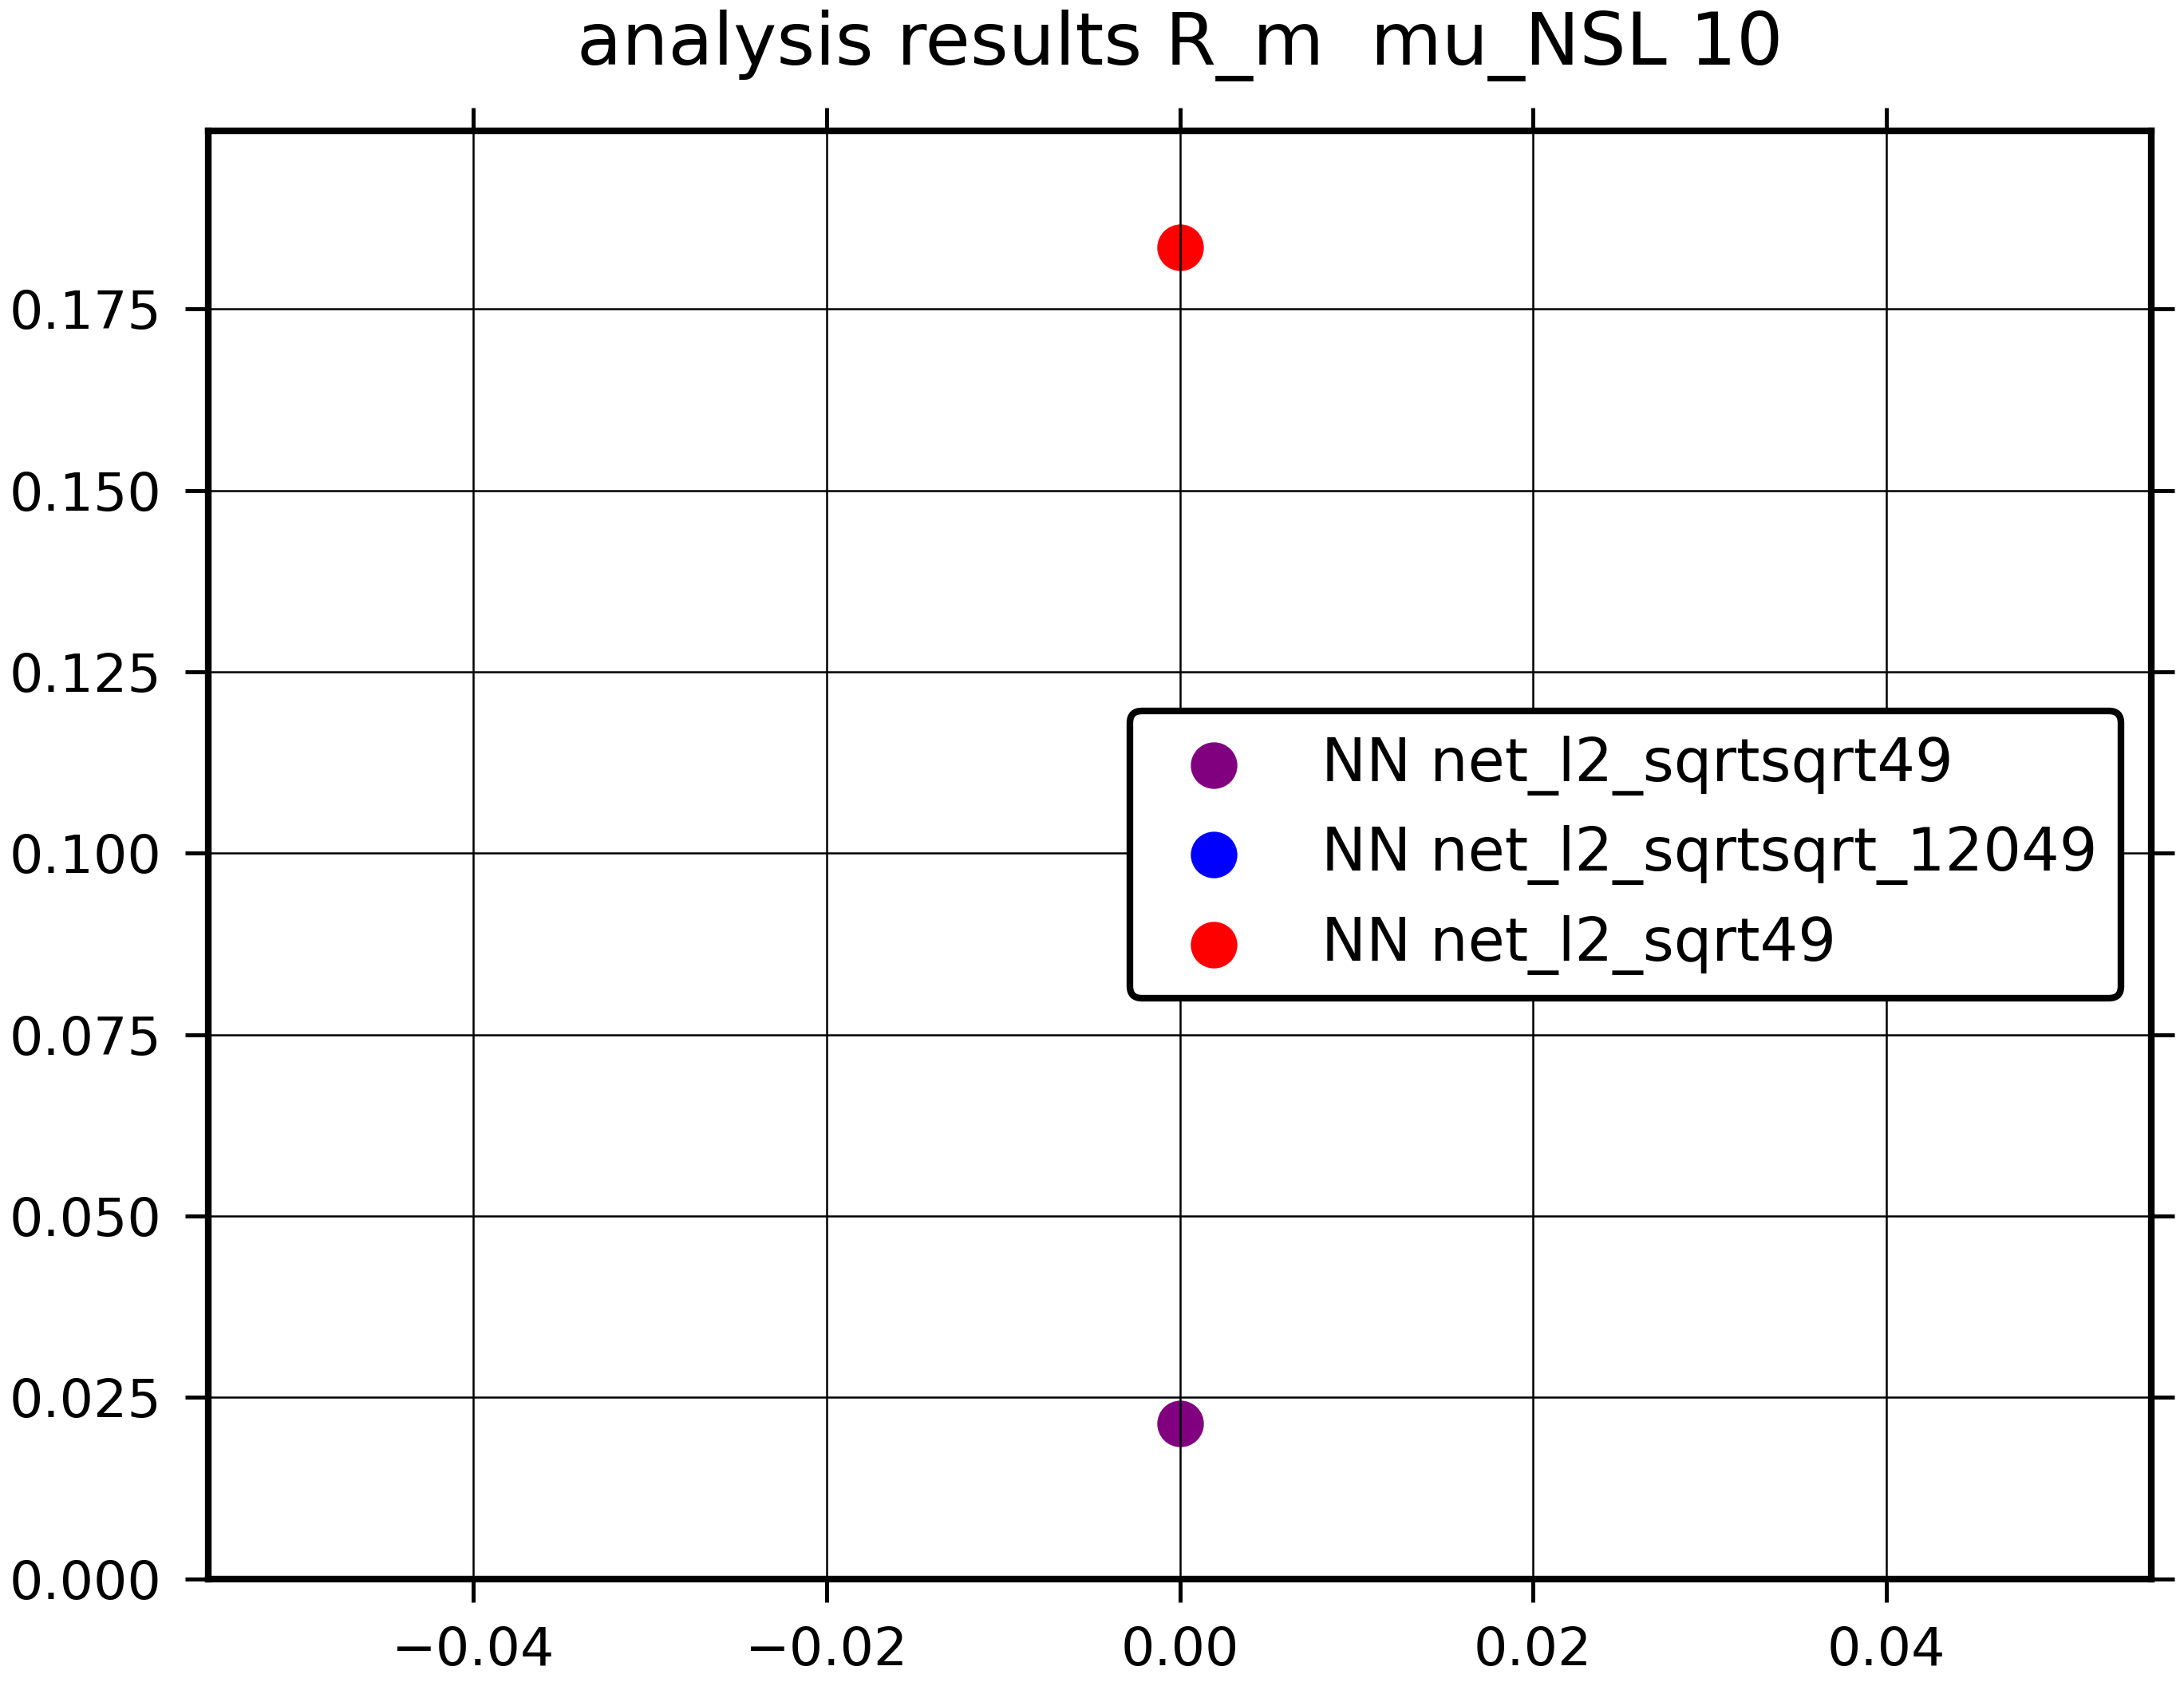 analysis results R_m  mu_NSL 10
0.175
0.150
0.125
NN net_l2_sqrtsqrt49
0.100
NN net_l2_sqrtsqrt_12049
NN net_l2_sqrt49
0.075
0.050
0.025
0.000
−0.04 −0.02 0.00 0.02 0.04